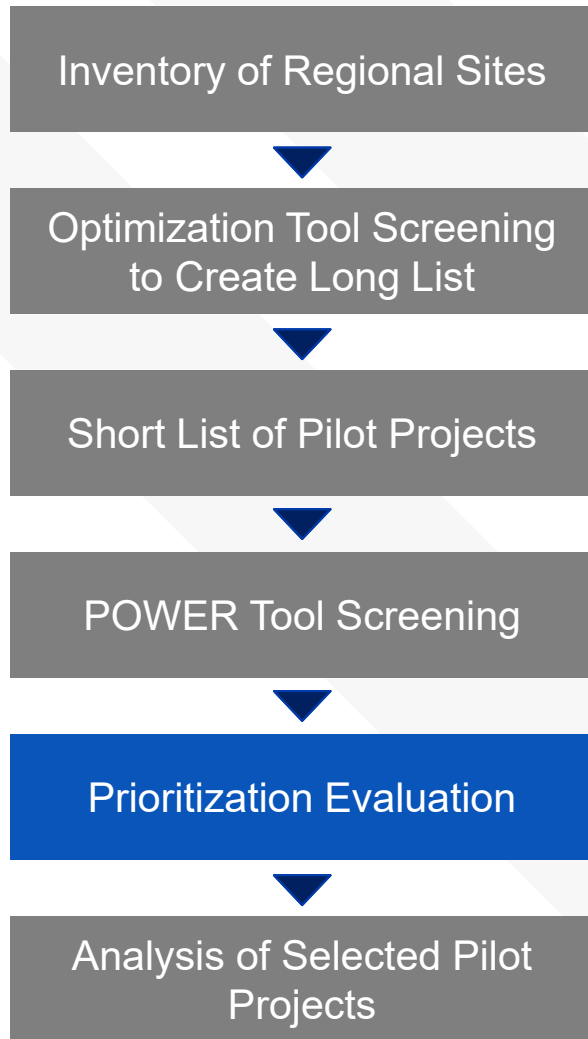 Inventory of Regional Sites
Optimization Tool Screening
to Create Long List
Short List of Pilot Projects
POWER Tool Screening
Prioritization Evaluation
Analysis of Selected Pilot
Projects